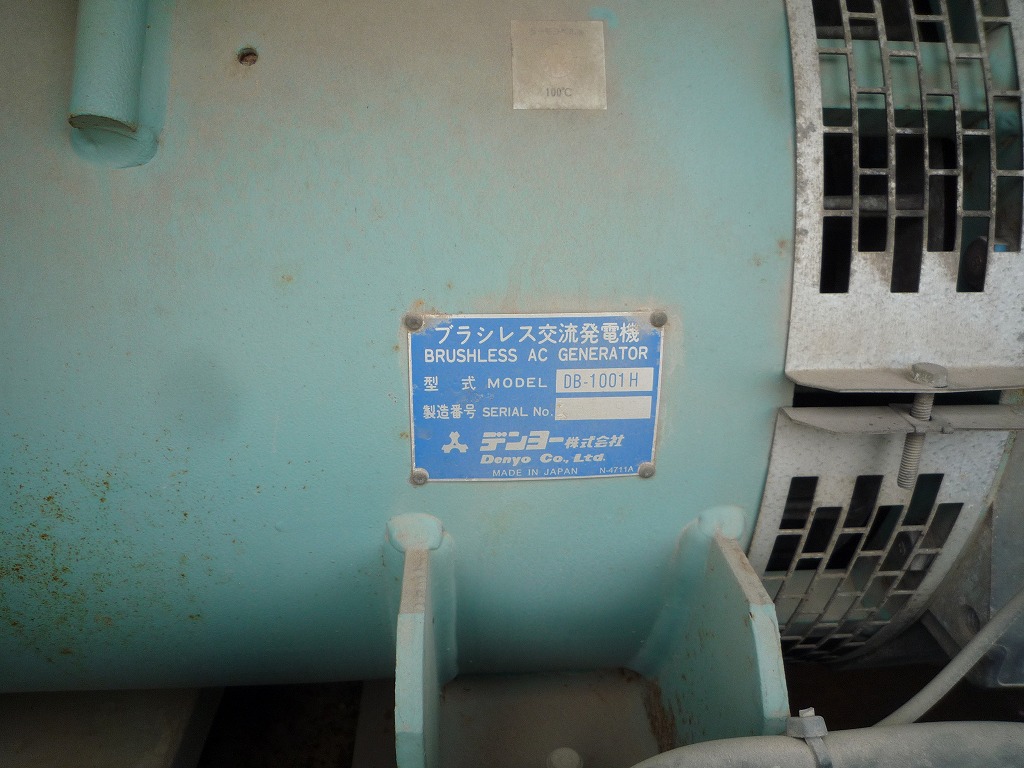 100℃
ブラシレス交流発電機
BRUSHLESS AC GENERATOR
型 式 MODEL DB-1001H
製造番号 SERIAL No.
デンヨー株式会社
Denyo Co., Ltd.
MADE IN JAPAN N-4711A